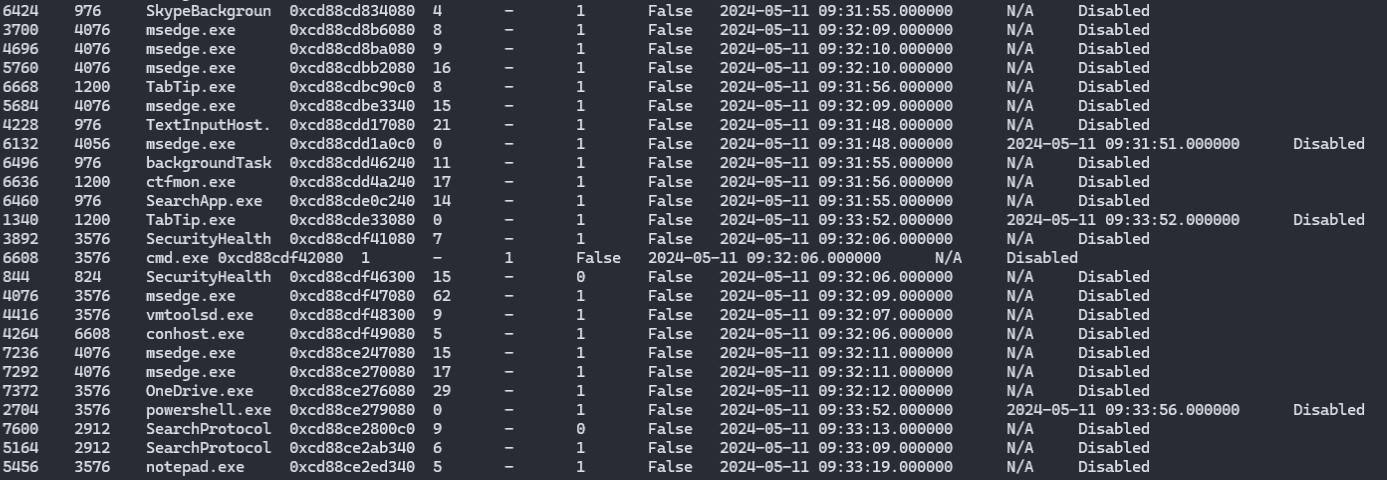 6424 976 SkypeBackgroun 0xcd88cd834080 4 - 1 False 2024-05-11 09:31:55.000000 N/A Disabled
3700 4076 msedge.exe 0xcd88cd8b6080 8 - 1 False 2024-05-11 09:32:09.000000 N/A Disabled
4696 4076 msedge.exe 0xcd88cd8ba080 9 - 1 False 2024-05-11 09:32:10.000000 N/A Disabled
5760 4076 msedge.exe 0xcd88cdbb2080 16 - 1 False 2024-05-11 09:32:10.000000 N/A Disabled
6668 1200 TabTip.exe 0xcd88cdbc90c0 8 - 1 False 2024-05-11 09:31:56.000000 N/A Disabled
5684 4076 msedge.exe 0xcd88cdbe3340 15 - 1 False 2024-05-11 09:32:09.000000 N/A Disabled
4228 976 TextInputHost. 0xcd88cdd17080 21 - 1 False 2024-05-11 09:31:48.000000 N/A Disabled
6132 4056 msedge.exe 0xcd88cdd1a0c0 0 - 1 False 2024-05-11 09:31:48.000000 2024-05-11 09:31:51.000000 Disabled
6496 976 backgroundTask 0xcd88cdd46240 11 - 1 False 2024-05-11 09:31:55.000000 N/A Disabled
6636 1200 ctfmon.exe 0xcd88cdd4a240 17 - 1 False 2024-05-11 09:31:56.000000 N/A Disabled
6460 976 SearchApp.exe 0xcd88cde0c240 14 - 1 False 2024-05-11 09:31:55.000000 N/A Disabled
1340 1200 TabTip.exe 0xcd88cde33080 0 - 1 False 2024-05-11 09:33:52.000000 2024-05-11 09:33:52.000000 Disabled
3892 3576 SecurityHealth 0xcd88cdf41080 7 - 1 False 2024-05-11 09:32:06.000000 N/A Disabled
6608 3576 cmd.exe 0xcd88cdf42080 1 - 1 False 2024-05-11 09:32:06.000000 N/A Disabled
844 824 SecurityHealth 0xcd88cdf46300 15 - 0 False 2024-05-11 09:32:06.000000 N/A Disabled
4076 3576 msedge.exe 0xcd88cdf47080 62 - 1 False 2024-05-11 09:32:09.000000 N/A Disabled
4416 3576 vmtoolsd.exe 0xcd88cdf48300 9 - 1 False 2024-05-11 09:32:07.000000 N/A Disabled
4264 6608 conhost.exe 0xcd88cdf49080 5 - 1 False 2024-05-11 09:32:06.000000 N/A Disabled
7236 4076 msedge.exe 0xcd88ce247080 15 - 1 False 2024-05-11 09:32:11.000000 N/A Disabled
7292 4076 msedge.exe 0xcd88ce270080 17 - 1 False 2024-05-11 09:32:11.000000 N/A Disabled
7372 3576 OneDrive.exe 0xcd88ce276080 29 - 1 False 2024-05-11 09:32:12.000000 N/A Disabled
2704 3576 powershell.exe 0xcd88ce279080 0 - 1 False 2024-05-11 09:33:52.000000 2024-05-11 09:33:56.000000 Disabled
7600 2912 SearchProtocol 0xcd88ce2800c0 9 - 0 False 2024-05-11 09:33:13.000000 N/A Disabled
5164 2912 SearchProtocol 0xcd88ce2ab340 6 - 1 False 2024-05-11 09:33:09.000000 N/A Disabled
5456 3576 notepad.exe 0xcd88ce2ed340 5 - 1 False 2024-05-11 09:33:19.000000 N/A Disabled